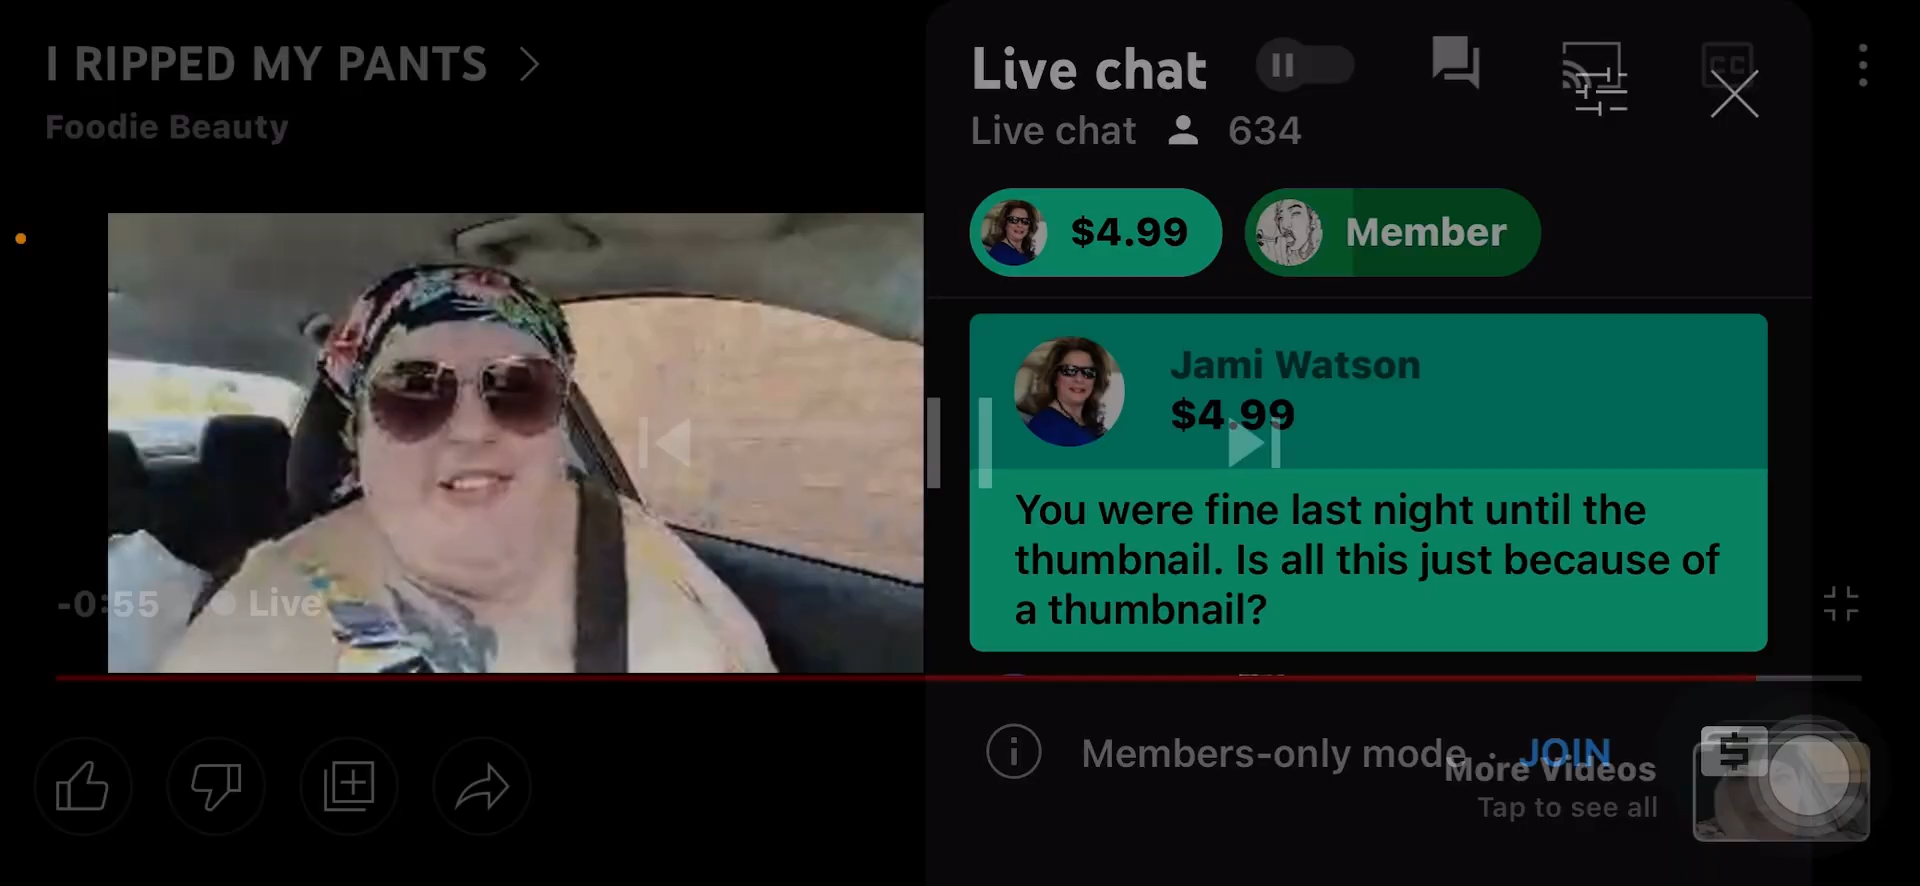 I RIPPED MY PANTS
Foodie Beauty
Live chat
Live chat 634
CC
$4.99
Member
Jami Watson
$4.99
You were fine last night until the
thumbnail. Is all this just because of
a thumbnail?
-0:55 Live
Members-only mode · JOIN
More Videos
Tap to see all